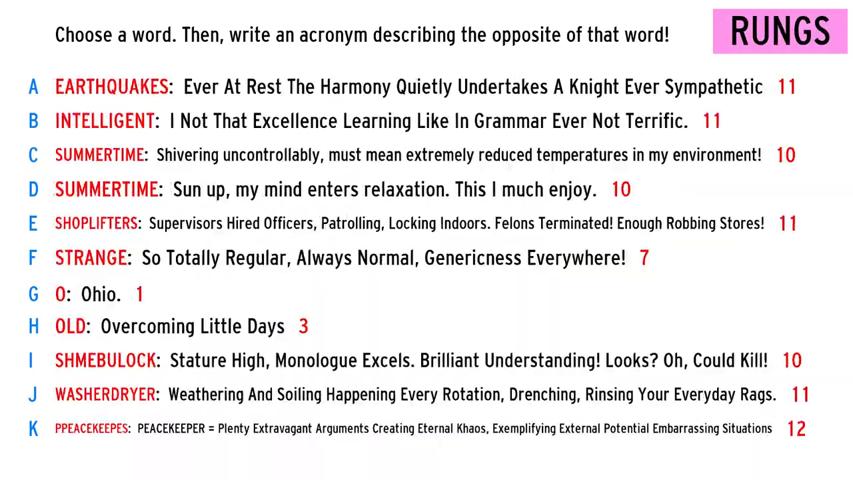 Choose a word. Then, write an acronym describing the opposite of that word!
RUNGS
A EARTHQUAKES: Ever At Rest The Harmony Quietly Undertakes A Knight Ever Sympathetic 11
B INTELLIGENT: I Not That Excellence Learning Like In Grammar Ever Not Terrific. 11
C SUMMERTIME: Shivering uncontrollably, must mean extremely reduced temperatures in my environment! 10
D SUMMERTIME: Sun up, my mind enters relaxation. This I much enjoy. 10
E SHOPLIFTERS: Supervisors Hired Officers, Patrolling, Locking Indoors. Felons Terminated! Enough Robbing Stores! 11
F STRANGE: So Totally Regular, Always Normal, Genericness Everywhere! 7
G O: Ohio. 1
H OLD: Overcoming Little Days 3
I SHMEBULOCK: Stature High, Monologue Excels. Brilliant Understanding! Looks? Oh, Could Kill! 10
J WASHERDRYER: Weathering And Soiling Happening Every Rotation, Drenching, Rinsing Your Everyday Rags. 11
K PPEACEKEEPES: PEACEKEEPER = Plenty Extravagant Arguments Creating Eternal Khaos, Exemplifying External Potential Embarrassing Situations 12